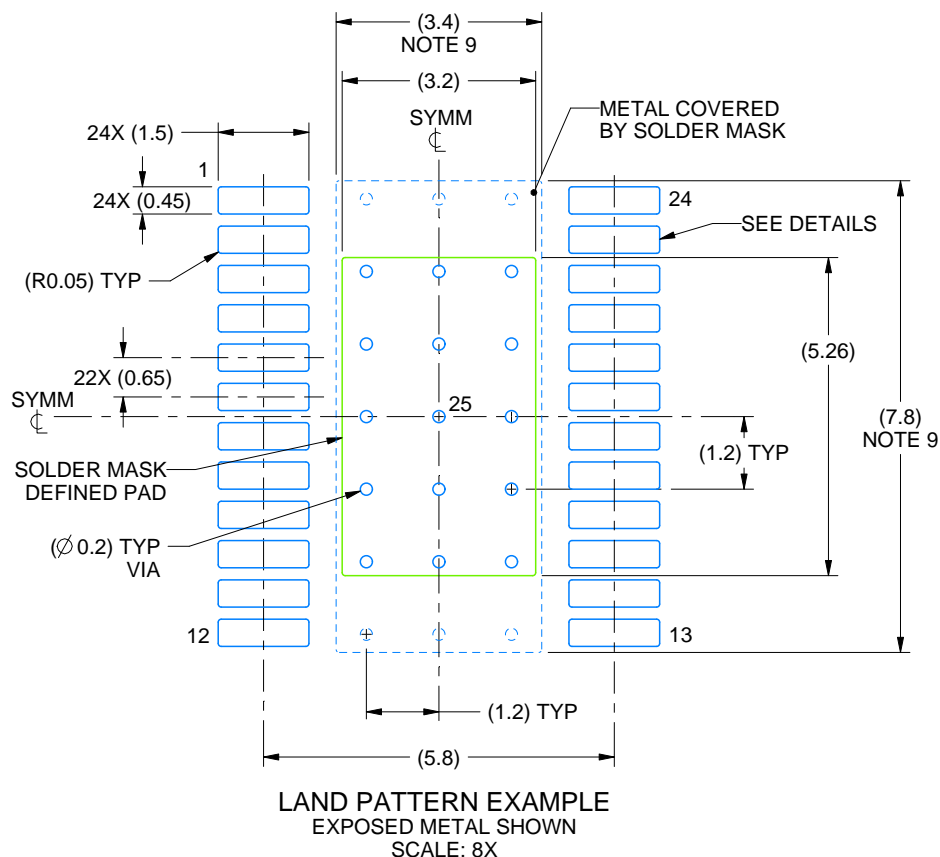 (3.4)
NOTE 9
(3.2)
SYMM
℄
METAL COVERED
BY SOLDER MASK
24X (1.5)
1
24
24X (0.45)
SEE DETAILS
(R0.05) TYP
(5.26)
22X (0.65)
SYMM
℄
25
(7.8)
NOTE 9
(1.2) TYP
SOLDER MASK
DEFINED PAD
(∅ 0.2) TYP
VIA
12
13
(1.2) TYP
(5.8)
LAND PATTERN EXAMPLE
EXPOSED METAL SHOWN
SCALE: 8X